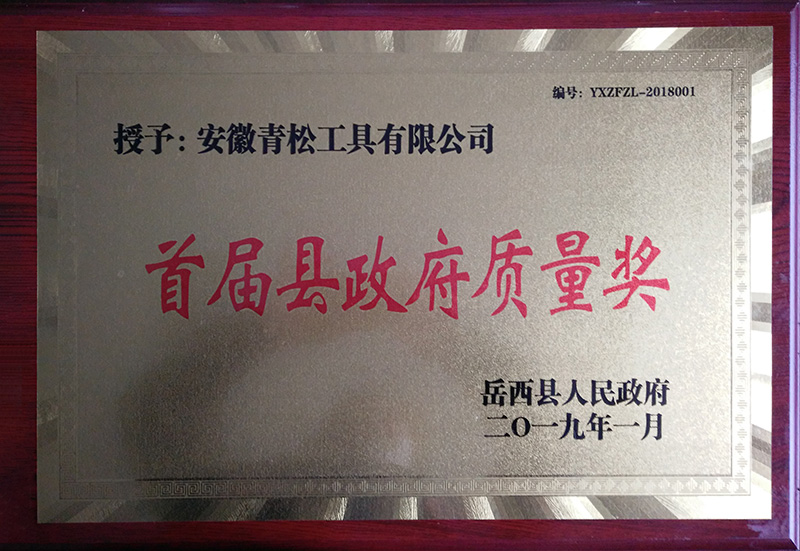 编号：YXZFZL-2018001
授予：安徽青松工具有限公司
首届县政府质量奖
岳西县人民政府
二O一九年一月